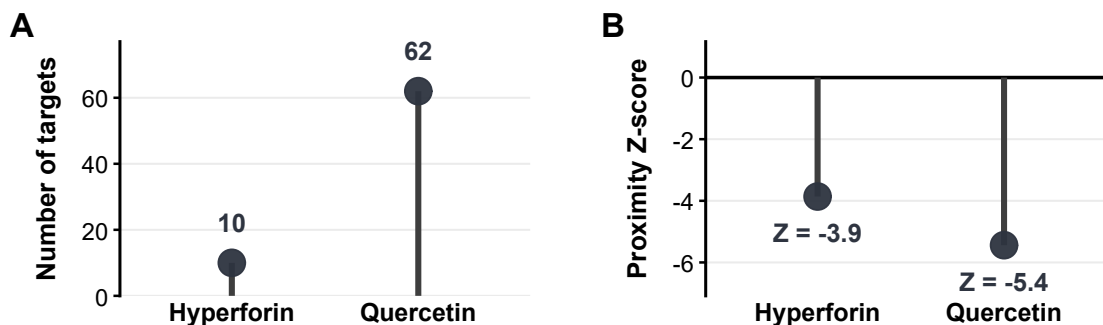 A
Number of targets
60
40
20
0
10
62
Hyperforin
Quercetin
B
Proximity Z-score
0
-2
-4
-6
Z = -3.9
Z = -5.4
Hyperforin
Quercetin